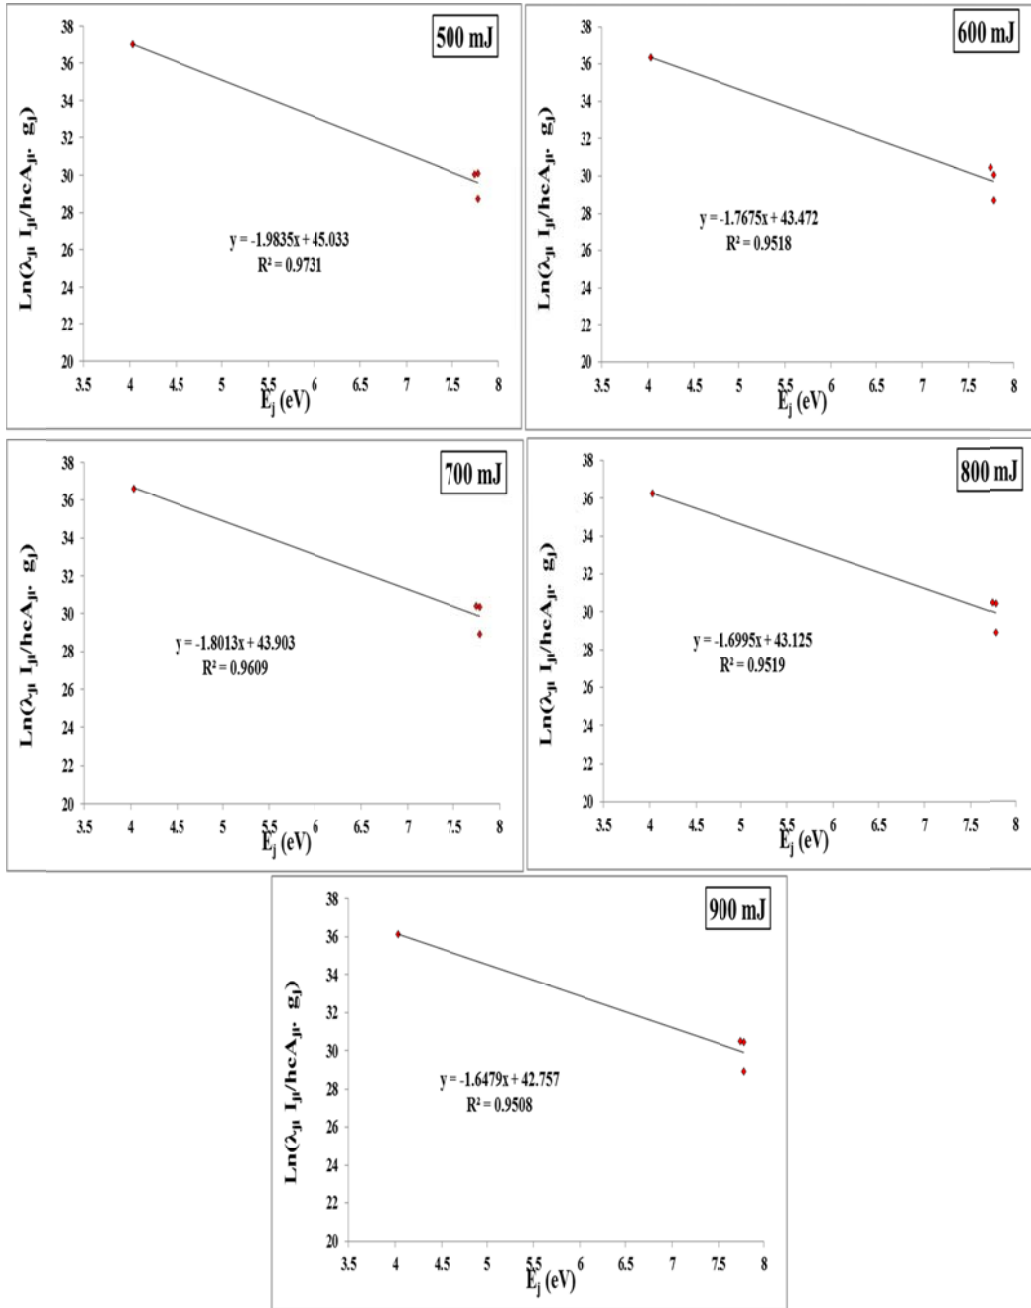 500 mJ
Ln(λⱼᵢ Iⱼᵢ/hcAⱼᵢ. gⱼ)
38
36
34
32
30
28
26
24
22
20
y = -1.9835x + 45.033
R² = 0.9731
3.5 4 4.5 5 5.5 6 6.5 7 7.5 8
Eⱼ (eV)
600 mJ
Ln(λⱼᵢ Iⱼᵢ/hcAⱼᵢ. gⱼ)
38
36
34
32
30
28
26
24
22
20
y = -1.7675x + 43.472
R² = 0.9518
3.5 4 4.5 5 5.5 6 6.5 7 7.5 8
Eⱼ (eV)
700 mJ
Ln(λⱼᵢ Iⱼᵢ/hcAⱼᵢ. gⱼ)
38
36
34
32
30
28
26
24
22
20
y = -1.8013x + 43.903
R² = 0.9609
3.5 4 4.5 5 5.5 6 6.5 7 7.5 8
Eⱼ (eV)
800 mJ
Ln(λⱼᵢ Iⱼᵢ/hcAⱼᵢ. gⱼ)
38
36
34
32
30
28
26
24
22
20
y = -1.6995x + 43.125
R² = 0.9519
3.5 4 4.5 5 5.5 6 6.5 7 7.5 8
Eⱼ (eV)
900 mJ
Ln(λⱼᵢ Iⱼᵢ/hcAⱼᵢ. gⱼ)
38
36
34
32
30
28
26
24
22
20
y = -1.6479x + 42.757
R² = 0.9508
3.5 4 4.5 5 5.5 6 6.5 7 7.5 8
Eⱼ (eV)